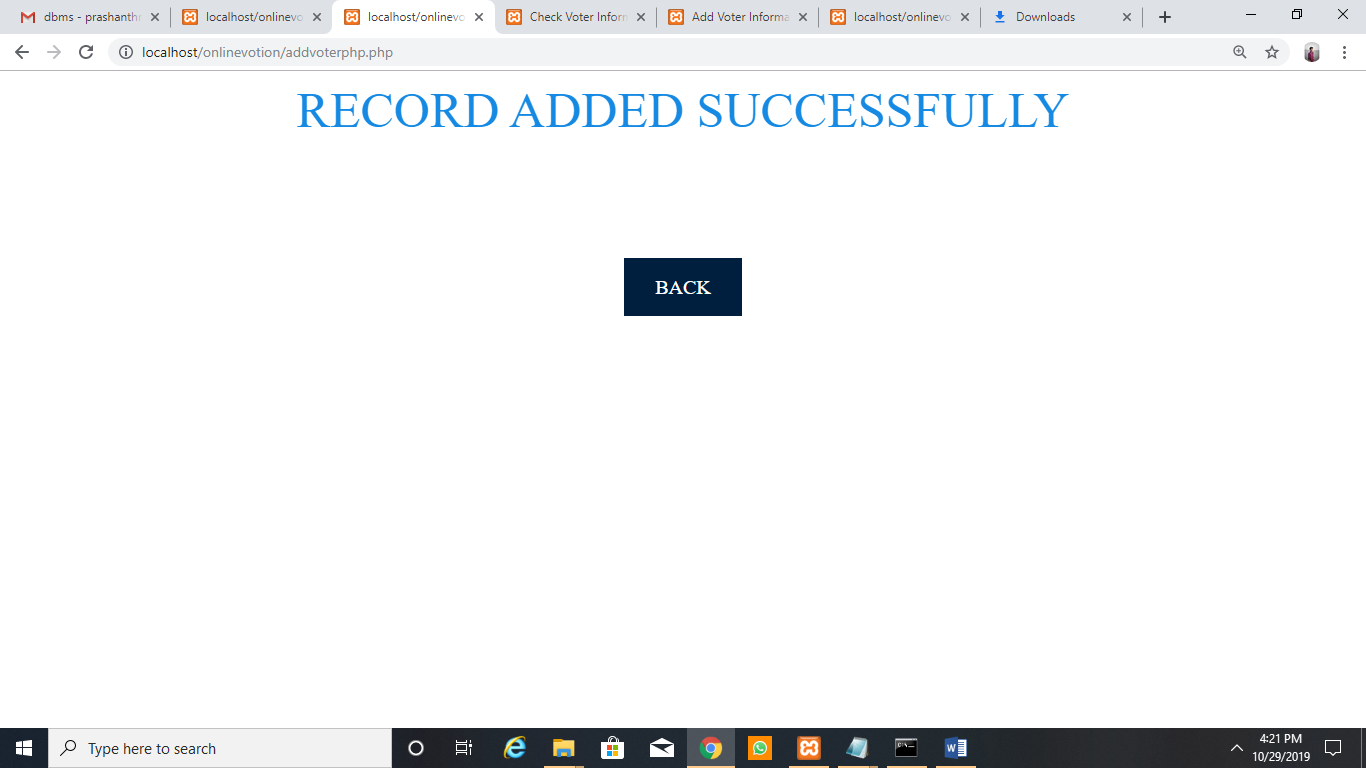 dbms - prashanthr
localhost/onlinevo
localhost/onlinevo
Check Voter Inform
Add Voter Informa
localhost/onlinevo
Downloads
localhost/onlinevotion/addvoterphp.php
RECORD ADDED SUCCESSFULLY
BACK
Type here to search
4:21 PM
10/29/2019